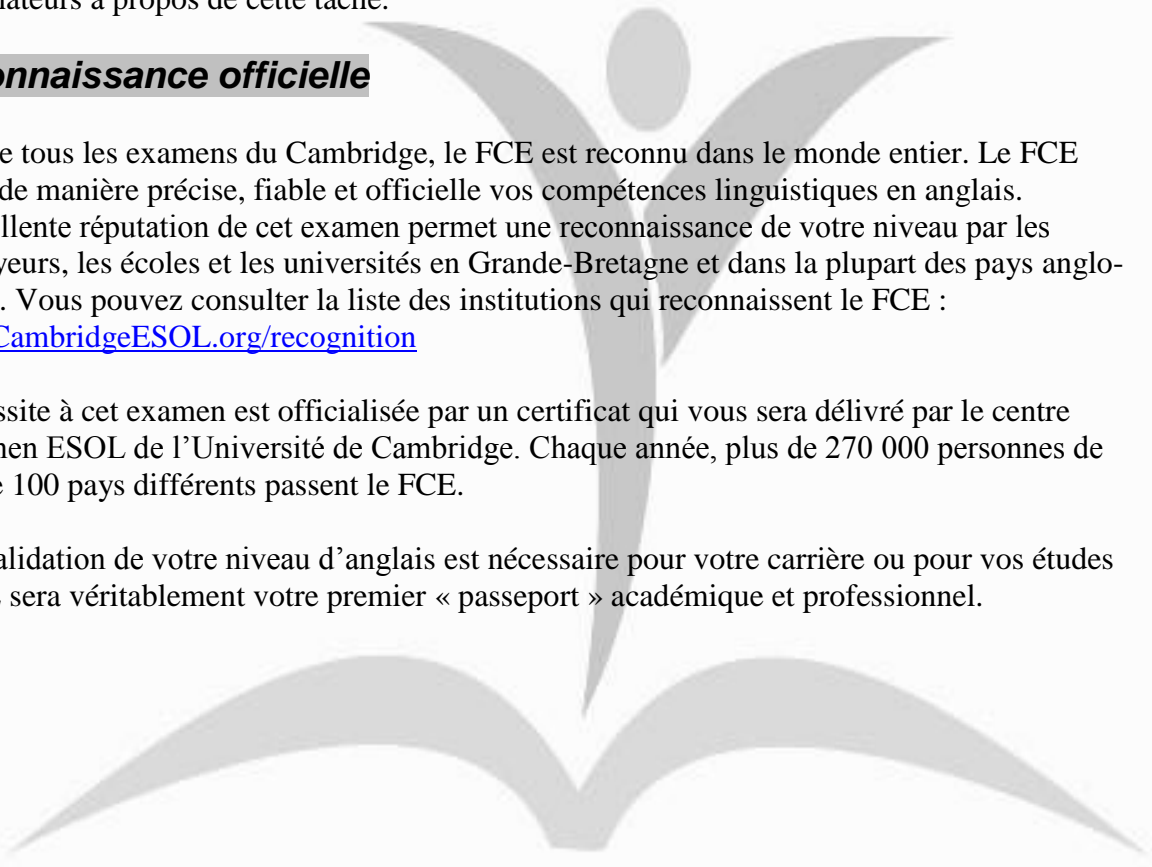 ateurs à propos de cette tâche.
onnaissance officielle
e tous les examens du Cambridge, le FCE est reconnu dans le monde entier. Le FCE
de manière précise, fiable et officielle vos compétences linguistiques en anglais.
llente réputation de cet examen permet une reconnaissance de votre niveau par les
yeurs, les écoles et les universités en Grande-Bretagne et dans la plupart des pays anglo-
. Vous pouvez consulter la liste des institutions qui reconnaissent le FCE :
CambridgeESOL.org/recognition
ssite à cet examen est officialisée par un certificat qui vous sera délivré par le centre
nen ESOL de l’Université de Cambridge. Chaque année, plus de 270 000 personnes de
e 100 pays différents passent le FCE.
alidation de votre niveau d’anglais est nécessaire pour votre carrière ou pour vos études
s sera véritablement votre premier « passeport » académique et professionnel.